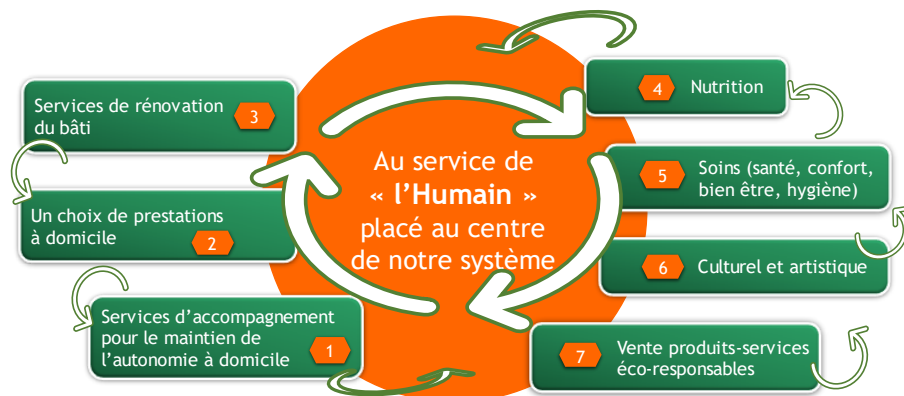 Services de rénovation
du bâti
3
Un choix de prestations
à domicile
2
Services d’accompagnement
pour le maintien de
l’autonomie à domicile
1
Au service de
« l’Humain »
placé au centre
de notre système
4
Nutrition
5
Soins (santé, confort,
bien être, hygiène)
6
Culturel et artistique
7
Vente produits-services
éco-responsables